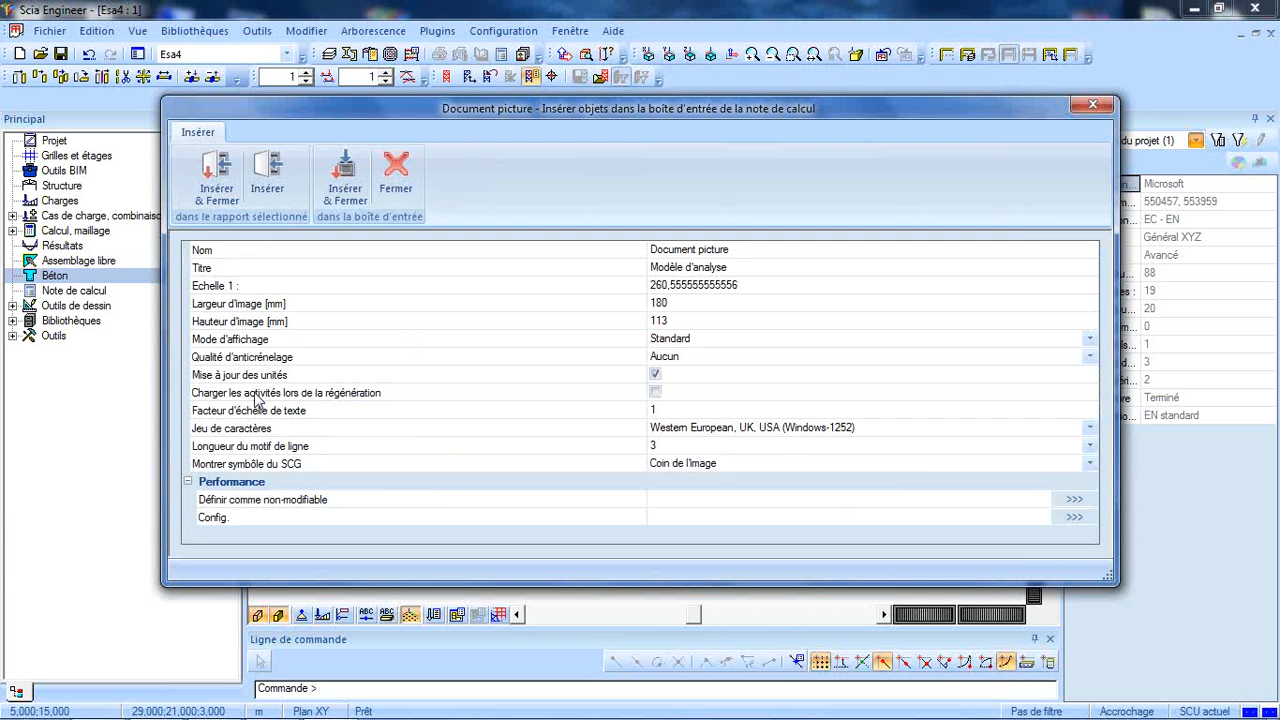 Scia Engineer - [Esa4 : 1]
Fichier Edition Vue Bibliothèques Outils Modifier Arborescence Plugins Configuration Fenêtre Aide
Esa4
1 1
Principal
Projet
Grilles et étages
Outils BIM
Structure
Charges
Cas de charge, combinaiso
Calcul, maillage
Résultats
Assemblage libre
Béton
Note de calcul
Outils de dessin
Bibliothèques
Outils
Document picture - Insérer objets dans la boîte d'entrée de la note de calcul
Insérer
Insérer & Fermer
Insérer
dans le rapport sélectionné
Insérer & Fermer
Fermer
dans la boîte d'entrée
Nom Document picture
Titre Modèle d'analyse
Echelle 1 : 260,555555555556
Largeur d'image [mm] 180
Hauteur d'image [mm] 113
Mode d'affichage Standard
Qualité d'anticrénelage Aucun
Mise à jour des unités
Charger les activités lors de la régénération
Facteur d'échelle de texte 1
Jeu de caractères Western European, UK, USA (Windows-1252)
Longueur du motif de ligne 3
Montrer symbôle du SCG Coin de l'image
Performance
Définir comme non-modifiable >>>
Config. >>>
du projet (1)
Microsoft
550457, 553959
EC - EN
Général XYZ
Avancé
88
19
20
0
1
3
2
Terminé
EN standard
ABC ABC
Ligne de commande
Commande >
5,000;15,000 29,000;21,000;3,000 m Plan XY Prêt Pas de filtre Accrochage SCU actuel